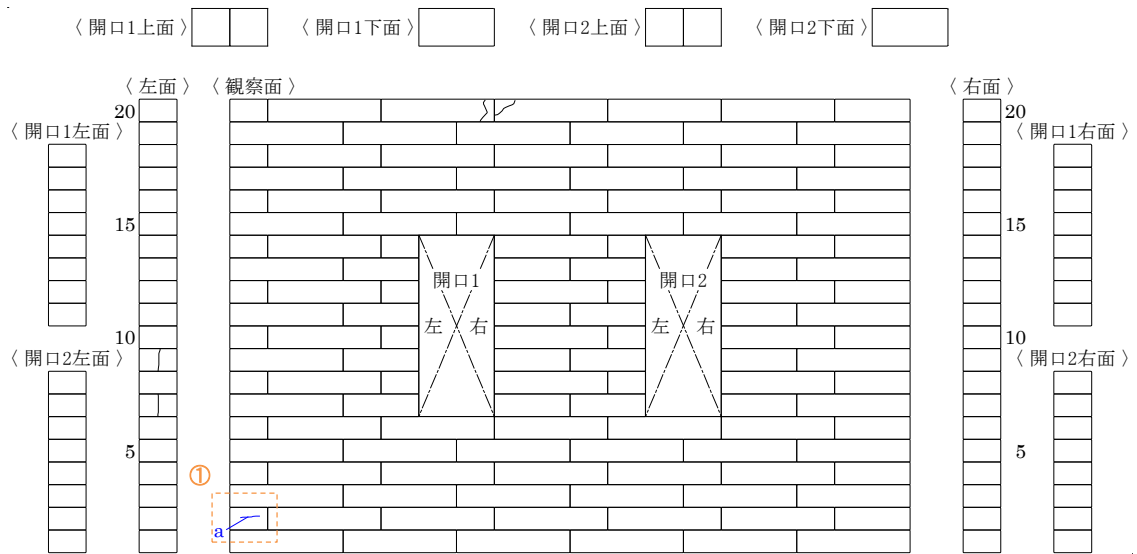 〈 開口1上面 〉
〈 開口1下面 〉
〈 開口2上面 〉
〈 開口2下面 〉
〈 左面 〉
〈 観察面 〉
〈 右面 〉
20
20
〈 開口1左面 〉
〈 開口1右面 〉
15
15
開口1
開口2
左 右
左 右
10
10
〈 開口2左面 〉
〈 開口2右面 〉
5
5
①
a